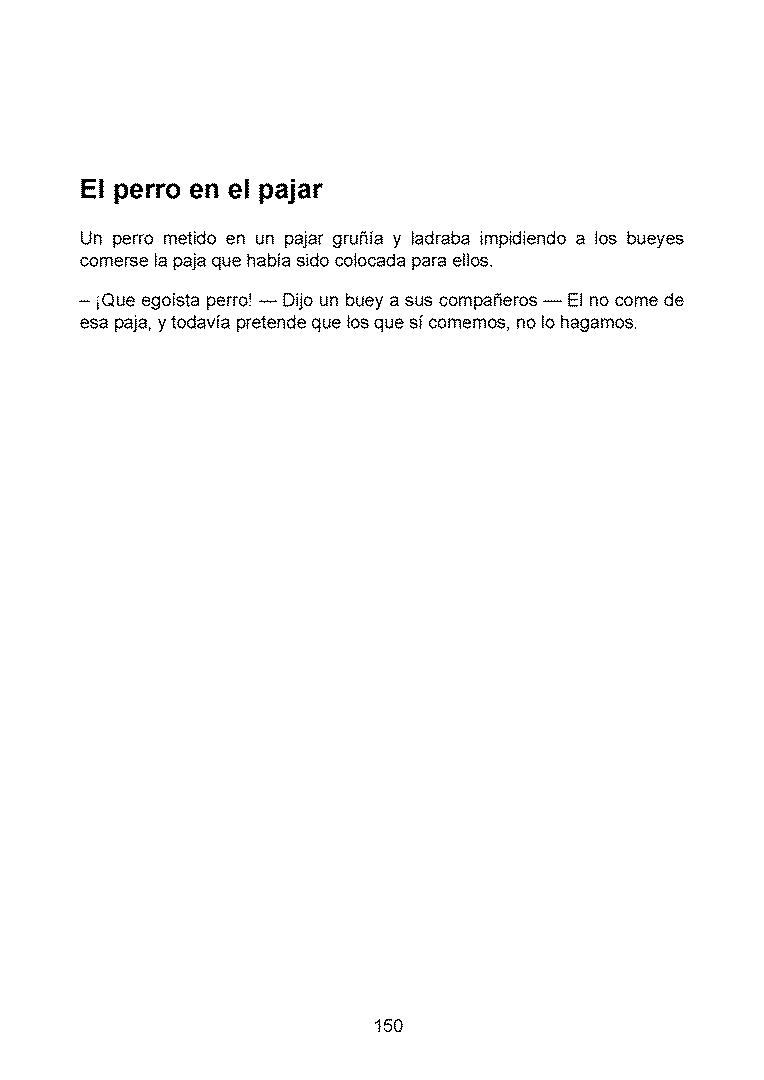 El perro en el pajar
Un perro metido en un pajar gruñía y ladraba impidiendo a los bueyes
comerse la paja que había sido colocada para ellos.
– ¡Que egoísta perro! — Dijo un buey a sus compañeros — El no come de
esa paja, y todavía pretende que los que sí comemos, no lo hagamos.
150